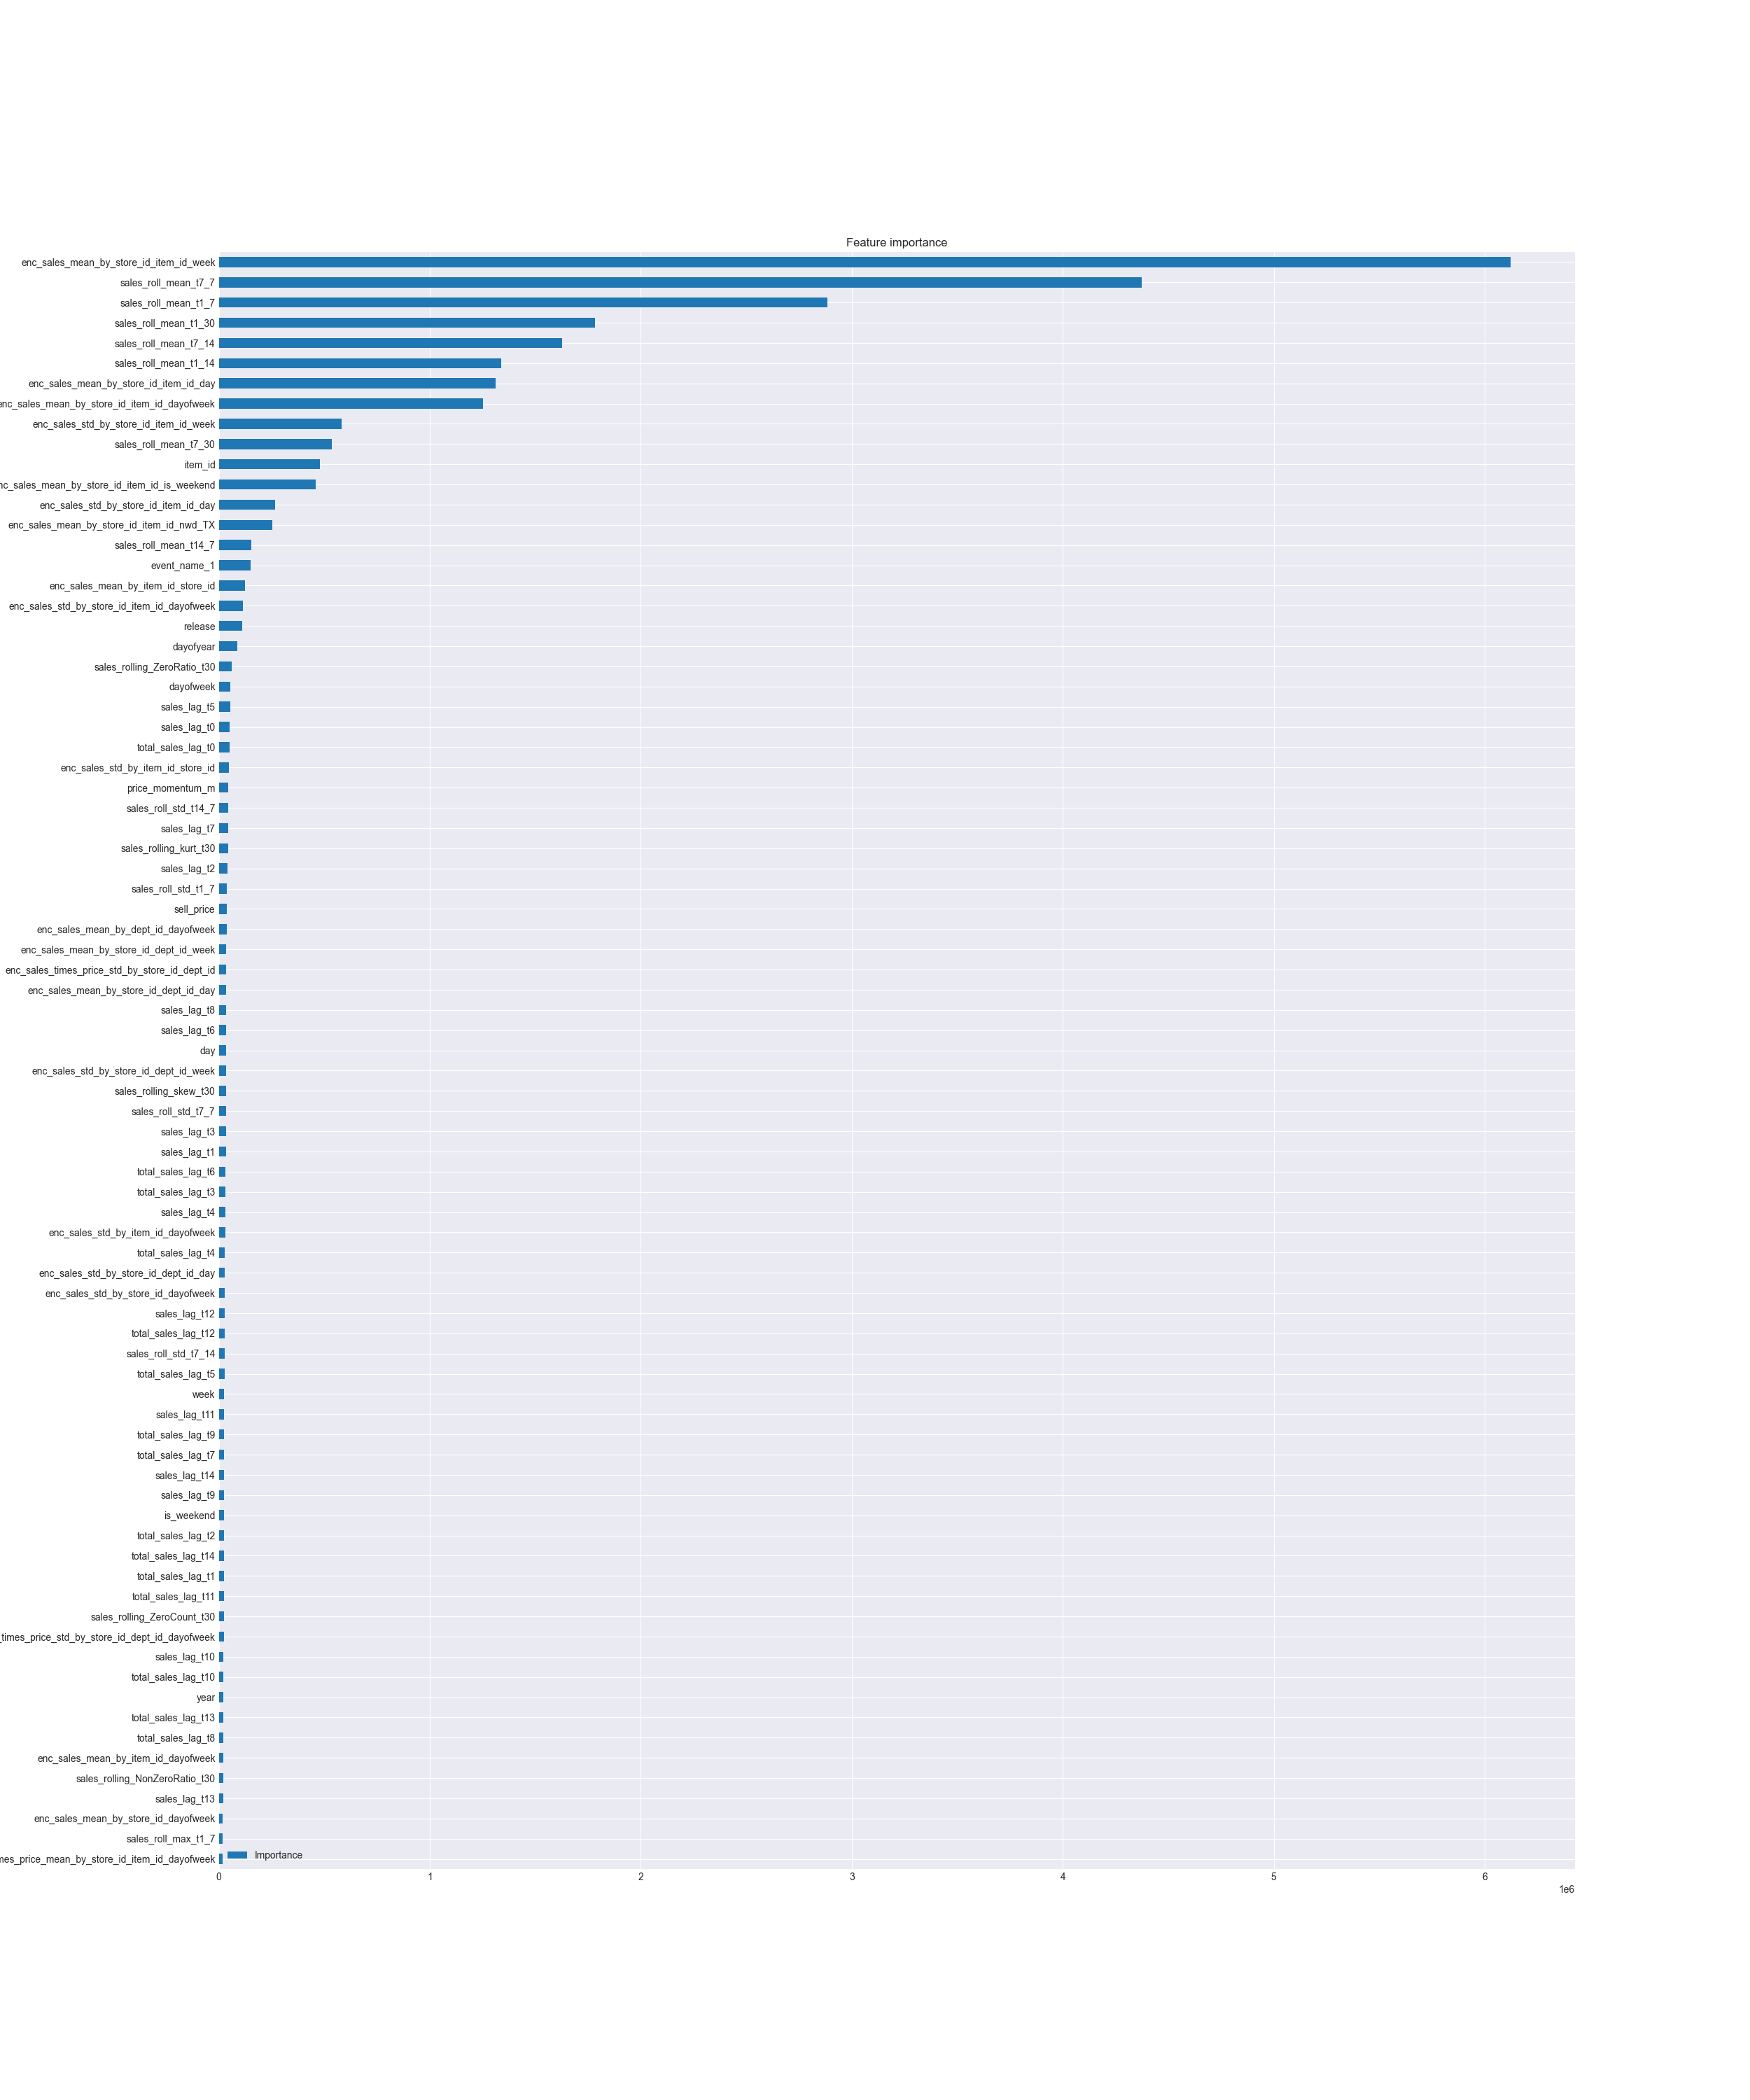 Feature importance
enc_sales_mean_by_store_id_item_id_week
sales_roll_mean_t7_7
sales_roll_mean_t1_7
sales_roll_mean_t1_30
sales_roll_mean_t7_14
sales_roll_mean_t1_14
enc_sales_mean_by_store_id_item_id_day
enc_sales_mean_by_store_id_item_id_dayofweek
enc_sales_std_by_store_id_item_id_week
sales_roll_mean_t7_30
item_id
nc_sales_mean_by_store_id_item_id_is_weekend
enc_sales_std_by_store_id_item_id_day
enc_sales_mean_by_store_id_item_id_nwd_TX
sales_roll_mean_t14_7
event_name_1
enc_sales_mean_by_item_id_store_id
enc_sales_std_by_store_id_item_id_dayofweek
release
dayofyear
sales_rolling_ZeroRatio_t30
dayofweek
sales_lag_t5
sales_lag_t0
total_sales_lag_t0
enc_sales_std_by_item_id_store_id
price_momentum_m
sales_roll_std_t14_7
sales_lag_t7
sales_rolling_kurt_t30
sales_lag_t2
sales_roll_std_t1_7
sell_price
enc_sales_mean_by_dept_id_dayofweek
enc_sales_mean_by_store_id_dept_id_week
enc_sales_times_price_std_by_store_id_dept_id
enc_sales_mean_by_store_id_dept_id_day
sales_lag_t8
sales_lag_t6
day
enc_sales_std_by_store_id_dept_id_week
sales_rolling_skew_t30
sales_roll_std_t7_7
sales_lag_t3
sales_lag_t1
total_sales_lag_t6
total_sales_lag_t3
sales_lag_t4
enc_sales_std_by_item_id_dayofweek
total_sales_lag_t4
enc_sales_std_by_store_id_dept_id_day
enc_sales_std_by_store_id_dayofweek
sales_lag_t12
total_sales_lag_t12
sales_roll_std_t7_14
total_sales_lag_t5
week
sales_lag_t11
total_sales_lag_t9
total_sales_lag_t7
sales_lag_t14
sales_lag_t9
is_weekend
total_sales_lag_t2
total_sales_lag_t14
total_sales_lag_t1
total_sales_lag_t11
sales_rolling_ZeroCount_t30
_times_price_std_by_store_id_dept_id_dayofweek
sales_lag_t10
total_sales_lag_t10
year
total_sales_lag_t13
total_sales_lag_t8
enc_sales_mean_by_item_id_dayofweek
sales_rolling_NonZeroRatio_t30
sales_lag_t13
enc_sales_mean_by_store_id_dayofweek
sales_roll_max_t1_7
mes_price_mean_by_store_id_item_id_dayofweek
Importance
0 1 2 3 4 5 6
1e6